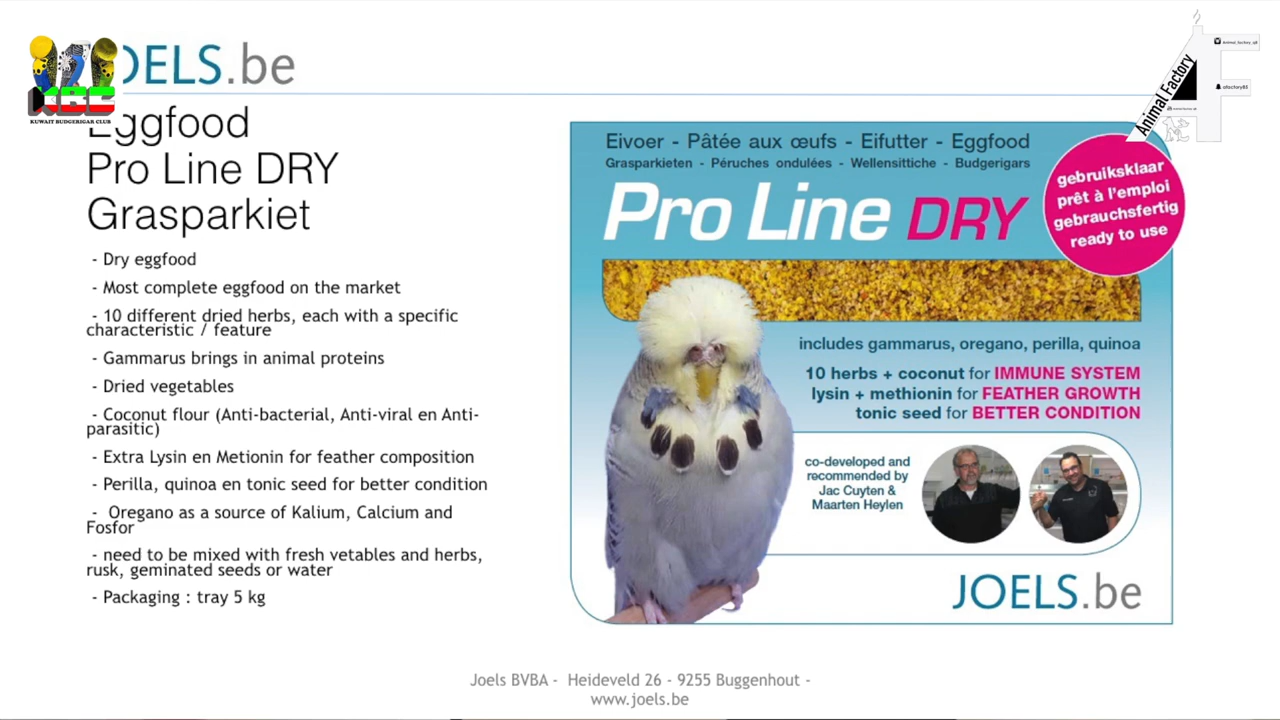 JOELS.be
KBC
KUWAIT BUDGERIGAR CLUB
Eggfood
Pro Line DRY
Grasparkiet
- Dry eggfood
- Most complete eggfood on the market
- 10 different dried herbs, each with a specific
characteristic / feature
- Gammarus brings in animal proteins
- Dried vegetables
- Coconut flour (Anti-bacterial, Anti-viral en Anti-
parasitic)
- Extra Lysin en Metionin for feather composition
- Perilla, quinoa en tonic seed for better condition
- Oregano as a source of Kalium, Calcium and
Fosfor
- need to be mixed with fresh vetables and herbs,
rusk, geminated seeds or water
- Packaging : tray 5 kg
Animal Factory
Eivoer - Pâtée aux œufs - Eifutter - Eggfood
Grasparkieten - Péruches ondulées - Wellensittiche - Budgerigars
Pro Line DRY
gebruiksklaar
prêt à l'emploi
gebrauchsfertig
ready to use
includes gammarus, oregano, perilla, quinoa
10 herbs + coconut for IMMUNE SYSTEM
lysin + methionin for FEATHER GROWTH
tonic seed for BETTER CONDITION
co-developed and
recommended by
Jac Cuyten &
Maarten Heylen
JOELS.be
Joels BVBA - Heideveld 26 - 9255 Buggenhout -
www.joels.be